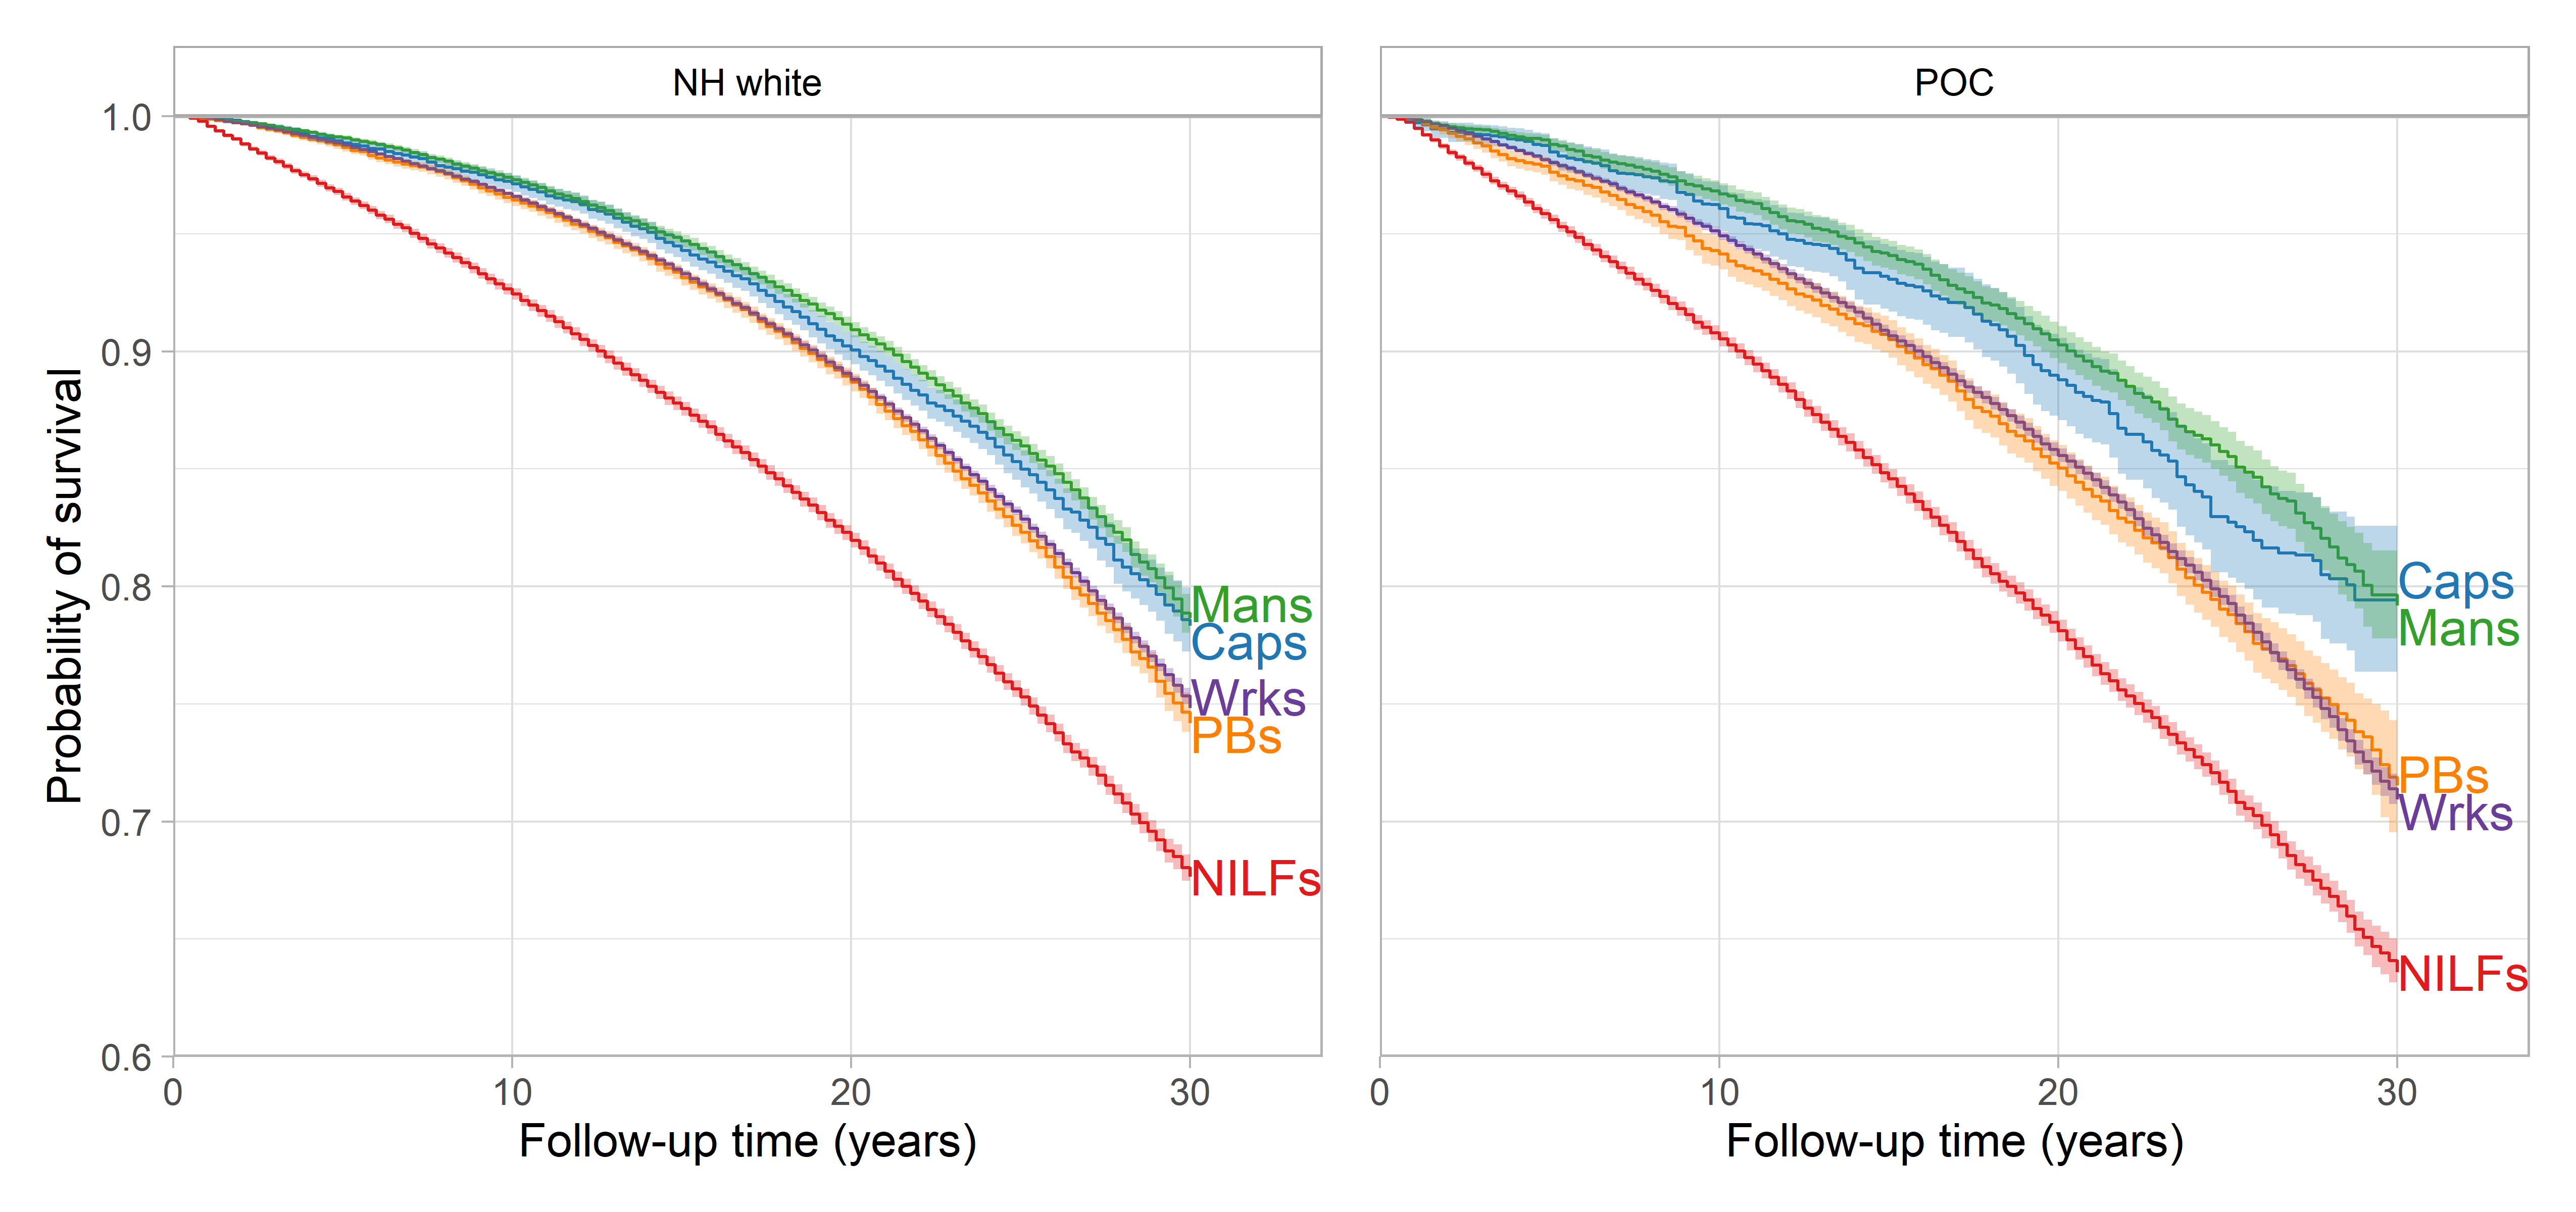 NH white
POC
Probability of survival
1.0
0.9
0.8
0.7
0.6
Mans
Caps
Wrks
PBs
NILFs
Caps
Mans
PBs
Wrks
NILFs
0 10 20 30
0 10 20 30
Follow-up time (years)
Follow-up time (years)